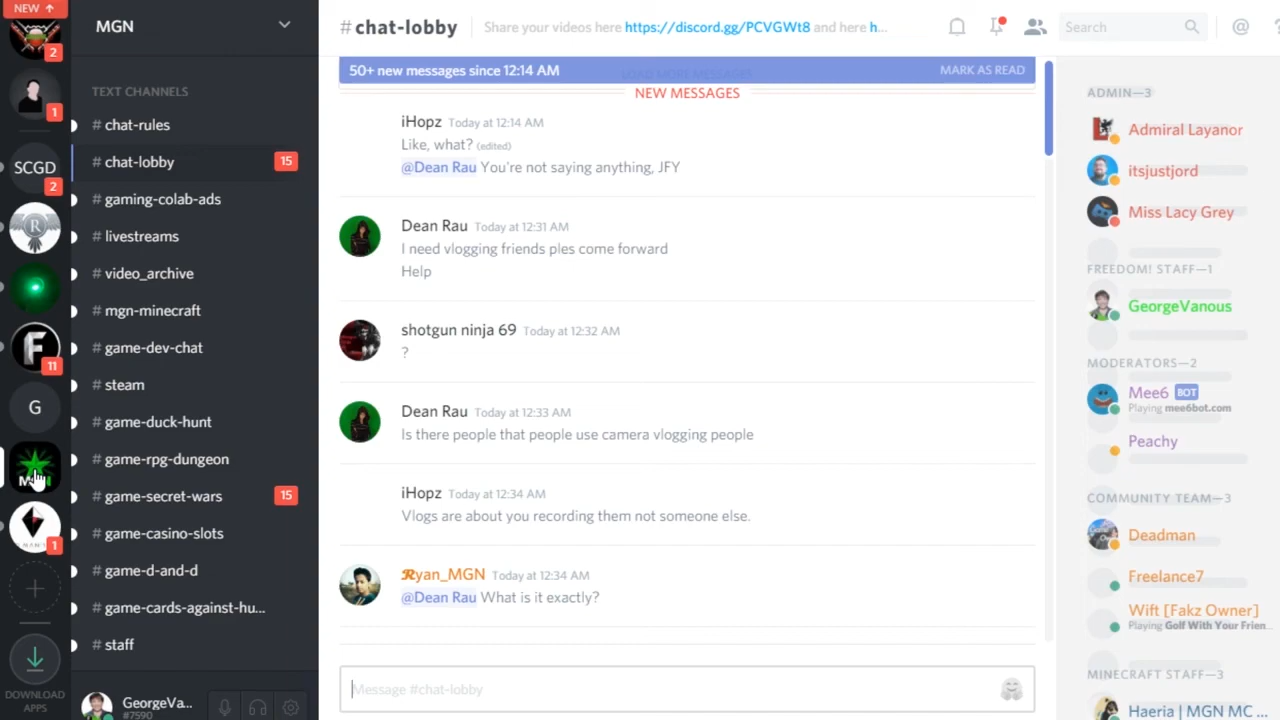 NEW ↑
2
1
SCGD
2
R
F
11
G
MGN
1
+
DOWNLOAD
APPS
MGN
TEXT CHANNELS
# chat-rules
# chat-lobby 15
# gaming-colab-ads
# livestreams
# video_archive
# mgn-minecraft
# game-dev-chat
# steam
# game-duck-hunt
# game-rpg-dungeon
# game-secret-wars 15
# game-casino-slots
# game-d-and-d
# game-cards-against-hu...
# staff
GeorgeVa...
#7590
# chat-lobby
Share your videos here https://discord.gg/PCVGWt8 and here h...
Search
@
?
50+ new messages since 12:14 AM
LOAD MORE MESSAGES
MARK AS READ
NEW MESSAGES
iHopz Today at 12:14 AM
Like, what? (edited)
@Dean Rau You're not saying anything, JFY
Dean Rau Today at 12:31 AM
I need vlogging friends ples come forward
Help
shotgun ninja 69 Today at 12:32 AM
?
Dean Rau Today at 12:33 AM
Is there people that people use camera vlogging people
iHopz Today at 12:34 AM
Vlogs are about you recording them not someone else.
𝓡yan_MGN Today at 12:34 AM
@Dean Rau What is it exactly?
Message #chat-lobby
ADMIN—3
Admiral Layanor
itsjustjord
Miss Lacy Grey
FREEDOM! STAFF—1
GeorgeVanous
MODERATORS—2
Mee6 BOT
Playing mee6bot.com
Peachy
COMMUNITY TEAM—3
Deadman
Freelance7
Wift [Fakz Owner]
Playing Golf With Your Frien...
MINECRAFT STAFF—3
Haeria | MGN MC ...